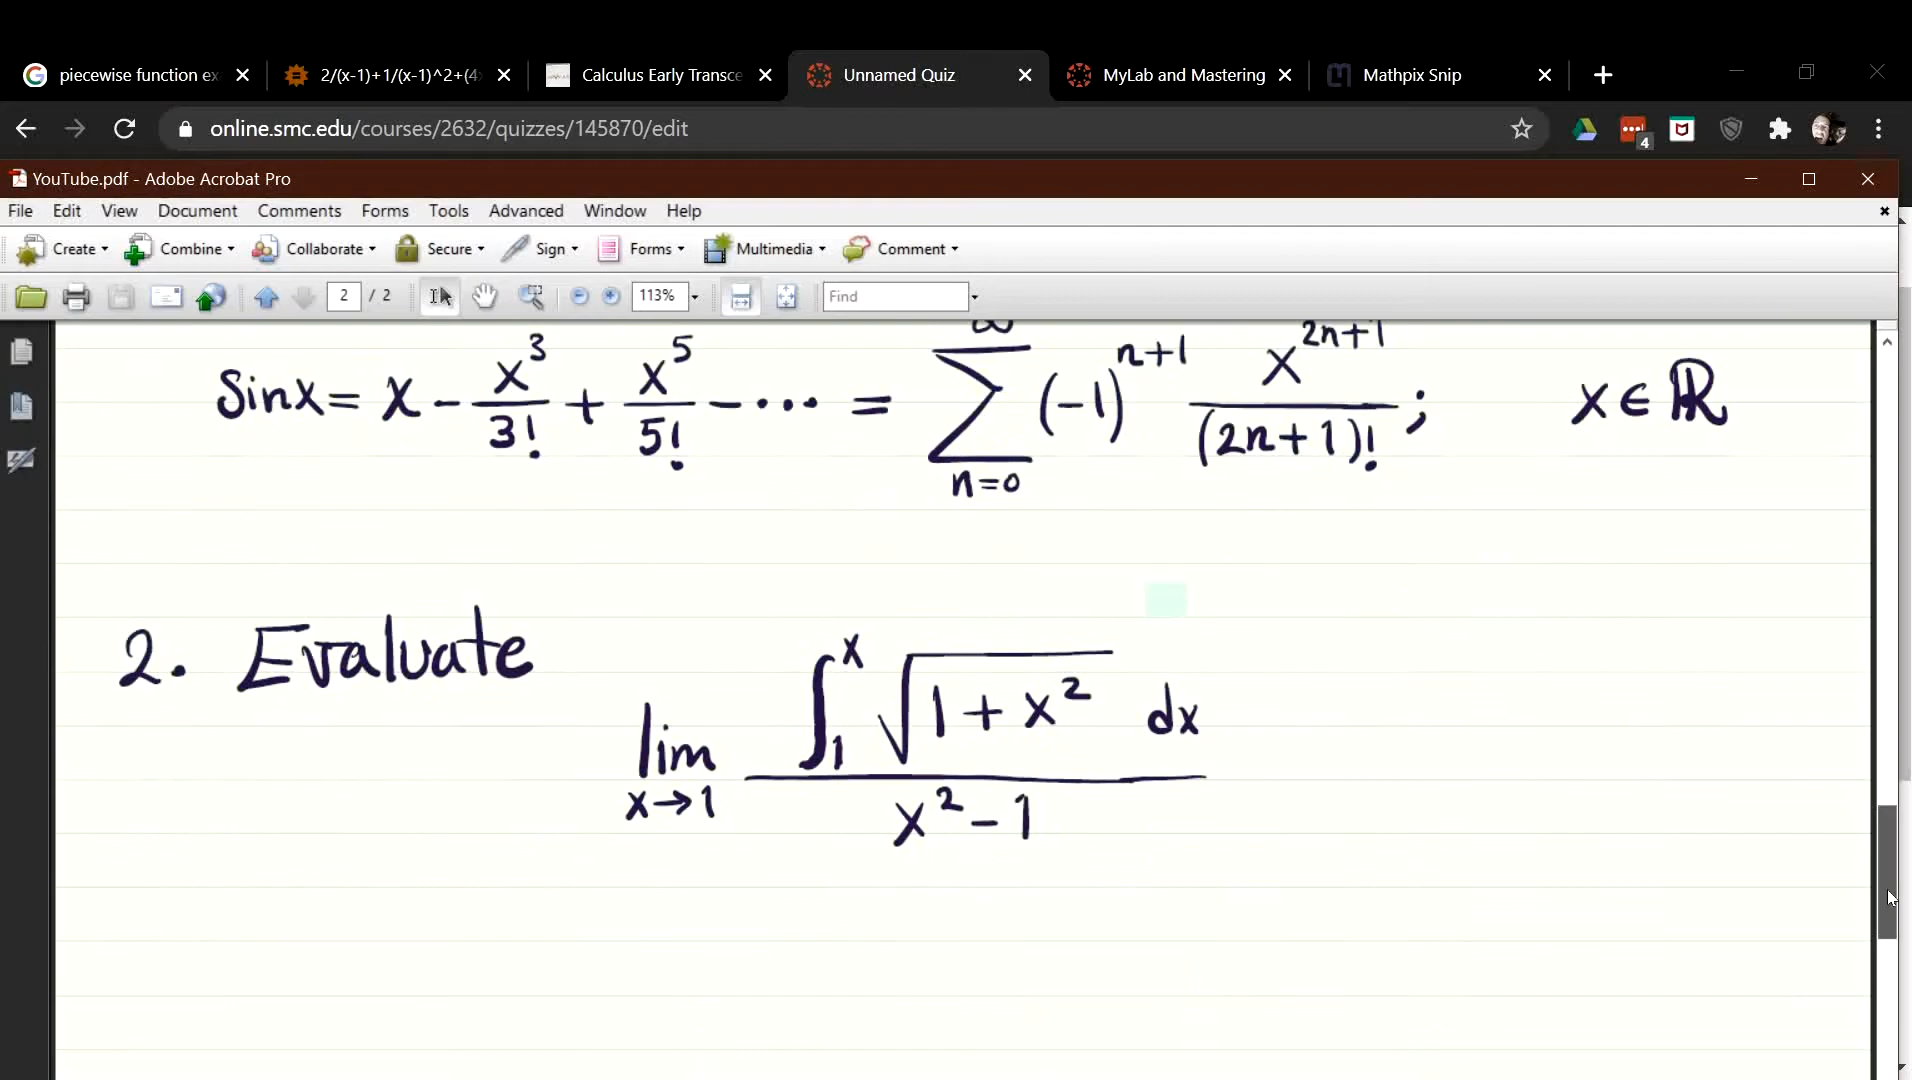 piecewise function ex
2/(x-1)+1/(x-1)^2+(4x
Calculus Early Transce
Unnamed Quiz
MyLab and Mastering
Mathpix Snip
online.smc.edu/courses/2632/quizzes/145870/edit
4
YouTube.pdf - Adobe Acrobat Pro
File Edit View Document Comments Forms Tools Advanced Window Help
Create Combine Collaborate Secure Sign Forms Multimedia Comment
2 / 2 113% Find
Sinx = x - x^3/3! + x^5/5! - ... = ∑_{n=0}^{∞} (-1)^{n+1} x^{2n+1}/(2n+1)! ; x ∈ ℝ
2. Evaluate
lim_{x→1} (∫_1^x √(1 + x^2) dx)/(x^2 - 1)